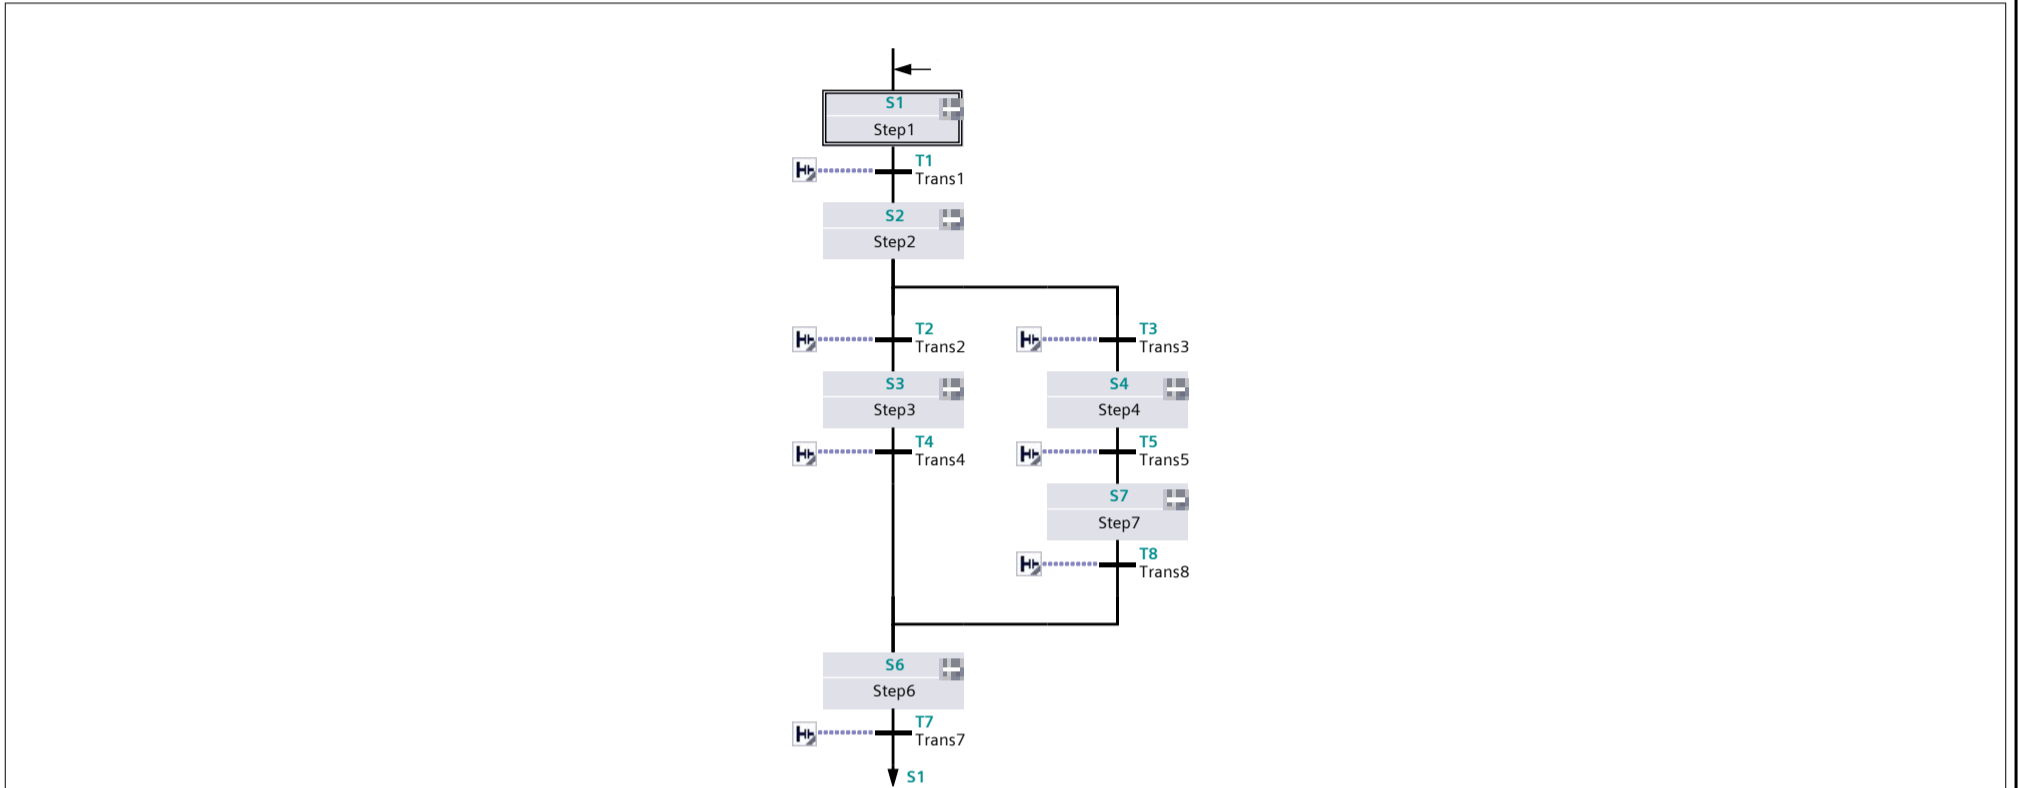 S1
Step1
T1
Trans1
S2
Step2
T2
Trans2
T3
Trans3
S3
Step3
S4
Step4
T4
Trans4
T5
Trans5
S7
Step7
T8
Trans8
S6
Step6
T7
Trans7
S1